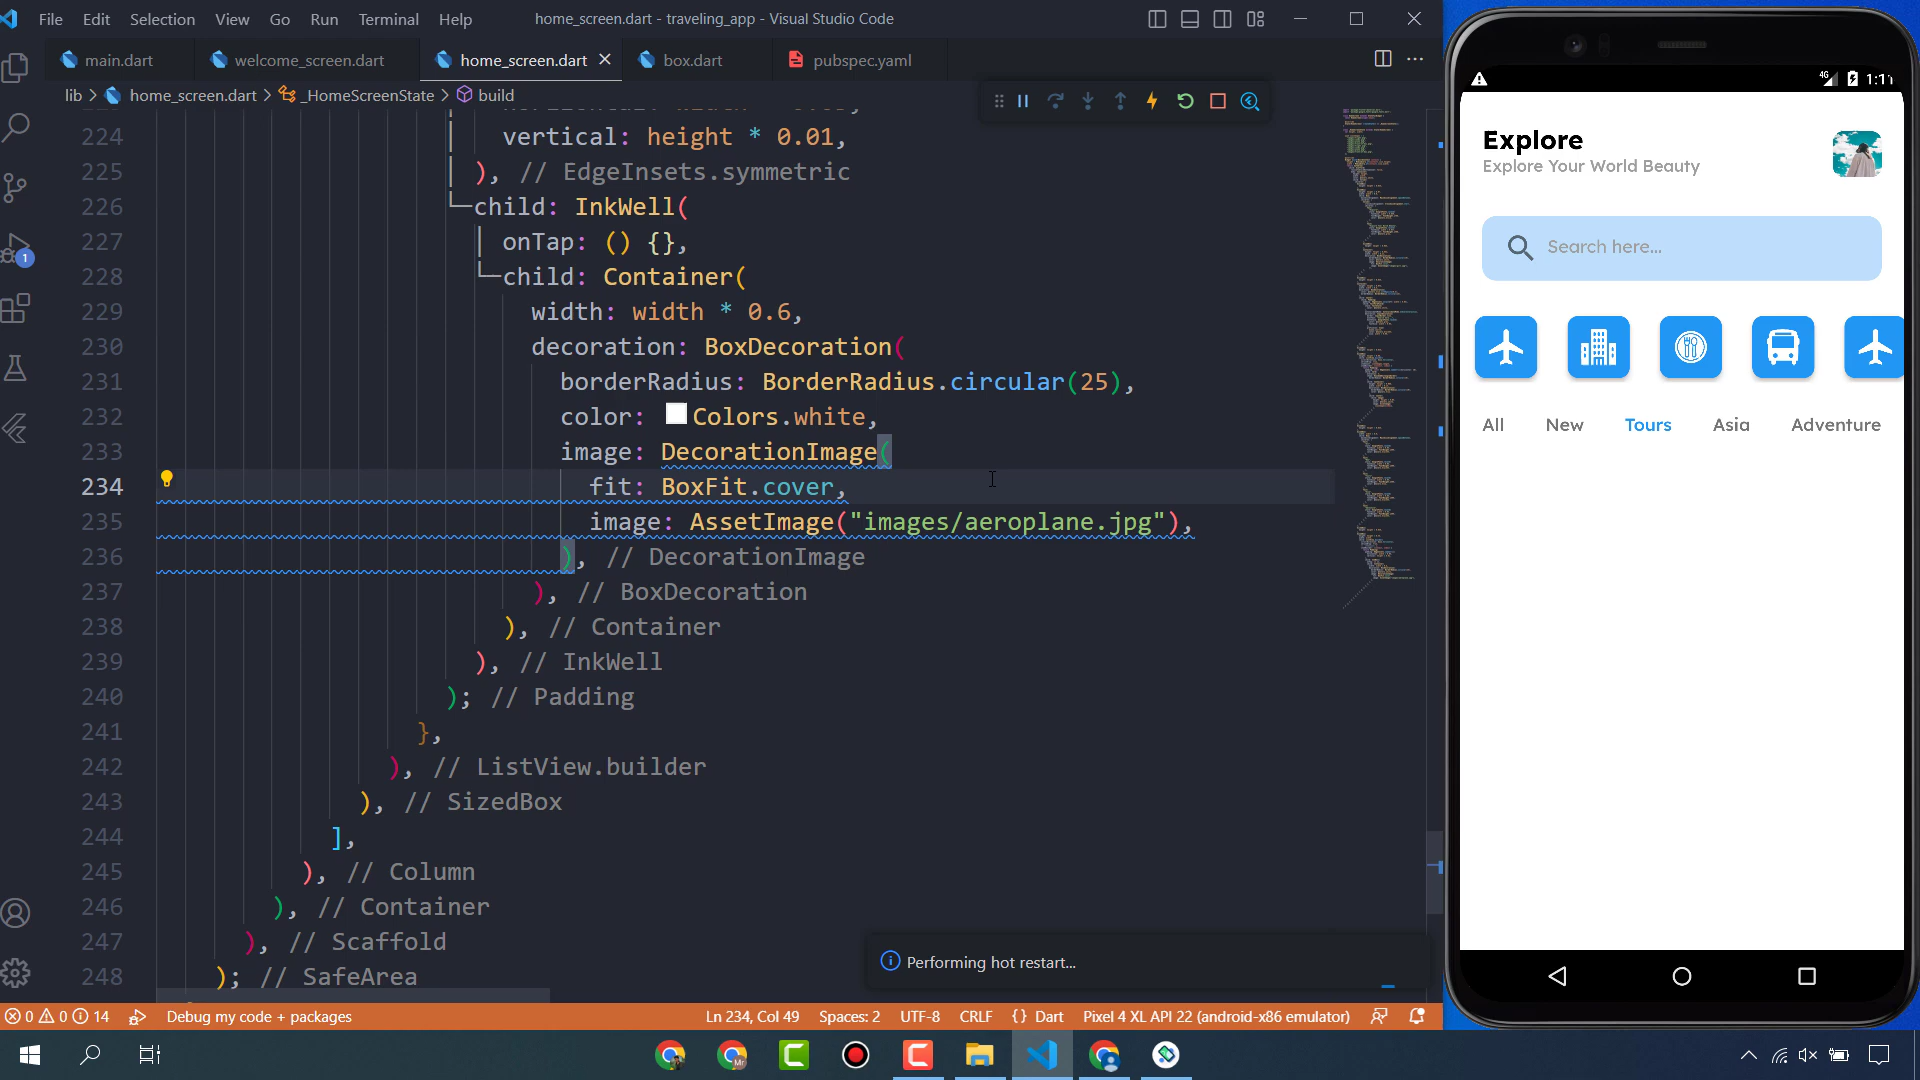 File Edit Selection View Go Run Terminal Help
home_screen.dart - traveling_app - Visual Studio Code
main.dart
welcome_screen.dart
home_screen.dart
box.dart
pubspec.yaml
lib > home_screen.dart > _HomeScreenState > build
224 vertical: height * 0.01,
225 ), // EdgeInsets.symmetric
226 child: InkWell(
227 onTap: () {},
228 child: Container(
229 width: width * 0.6,
230 decoration: BoxDecoration(
231 borderRadius: BorderRadius.circular(25),
232 color: Colors.white,
233 image: DecorationImage(
234 fit: BoxFit.cover,
235 image: AssetImage("images/aeroplane.jpg"),
236 ), // DecorationImage
237 ), // BoxDecoration
238 ), // Container
239 ), // InkWell
240 ); // Padding
241 },
242 ), // ListView.builder
243 ), // SizedBox
244 ],
245 ), // Column
246 ), // Container
247 ), // Scaffold
248 ); // SafeArea
1
Performing hot restart...
0 0 14 Debug my code + packages
Ln 234, Col 49 Spaces: 2 UTF-8 CRLF {} Dart Pixel 4 XL API 22 (android-x86 emulator)
4G
Explore
Explore Your World Beauty
Search here...
All New Tours Asia Adventure